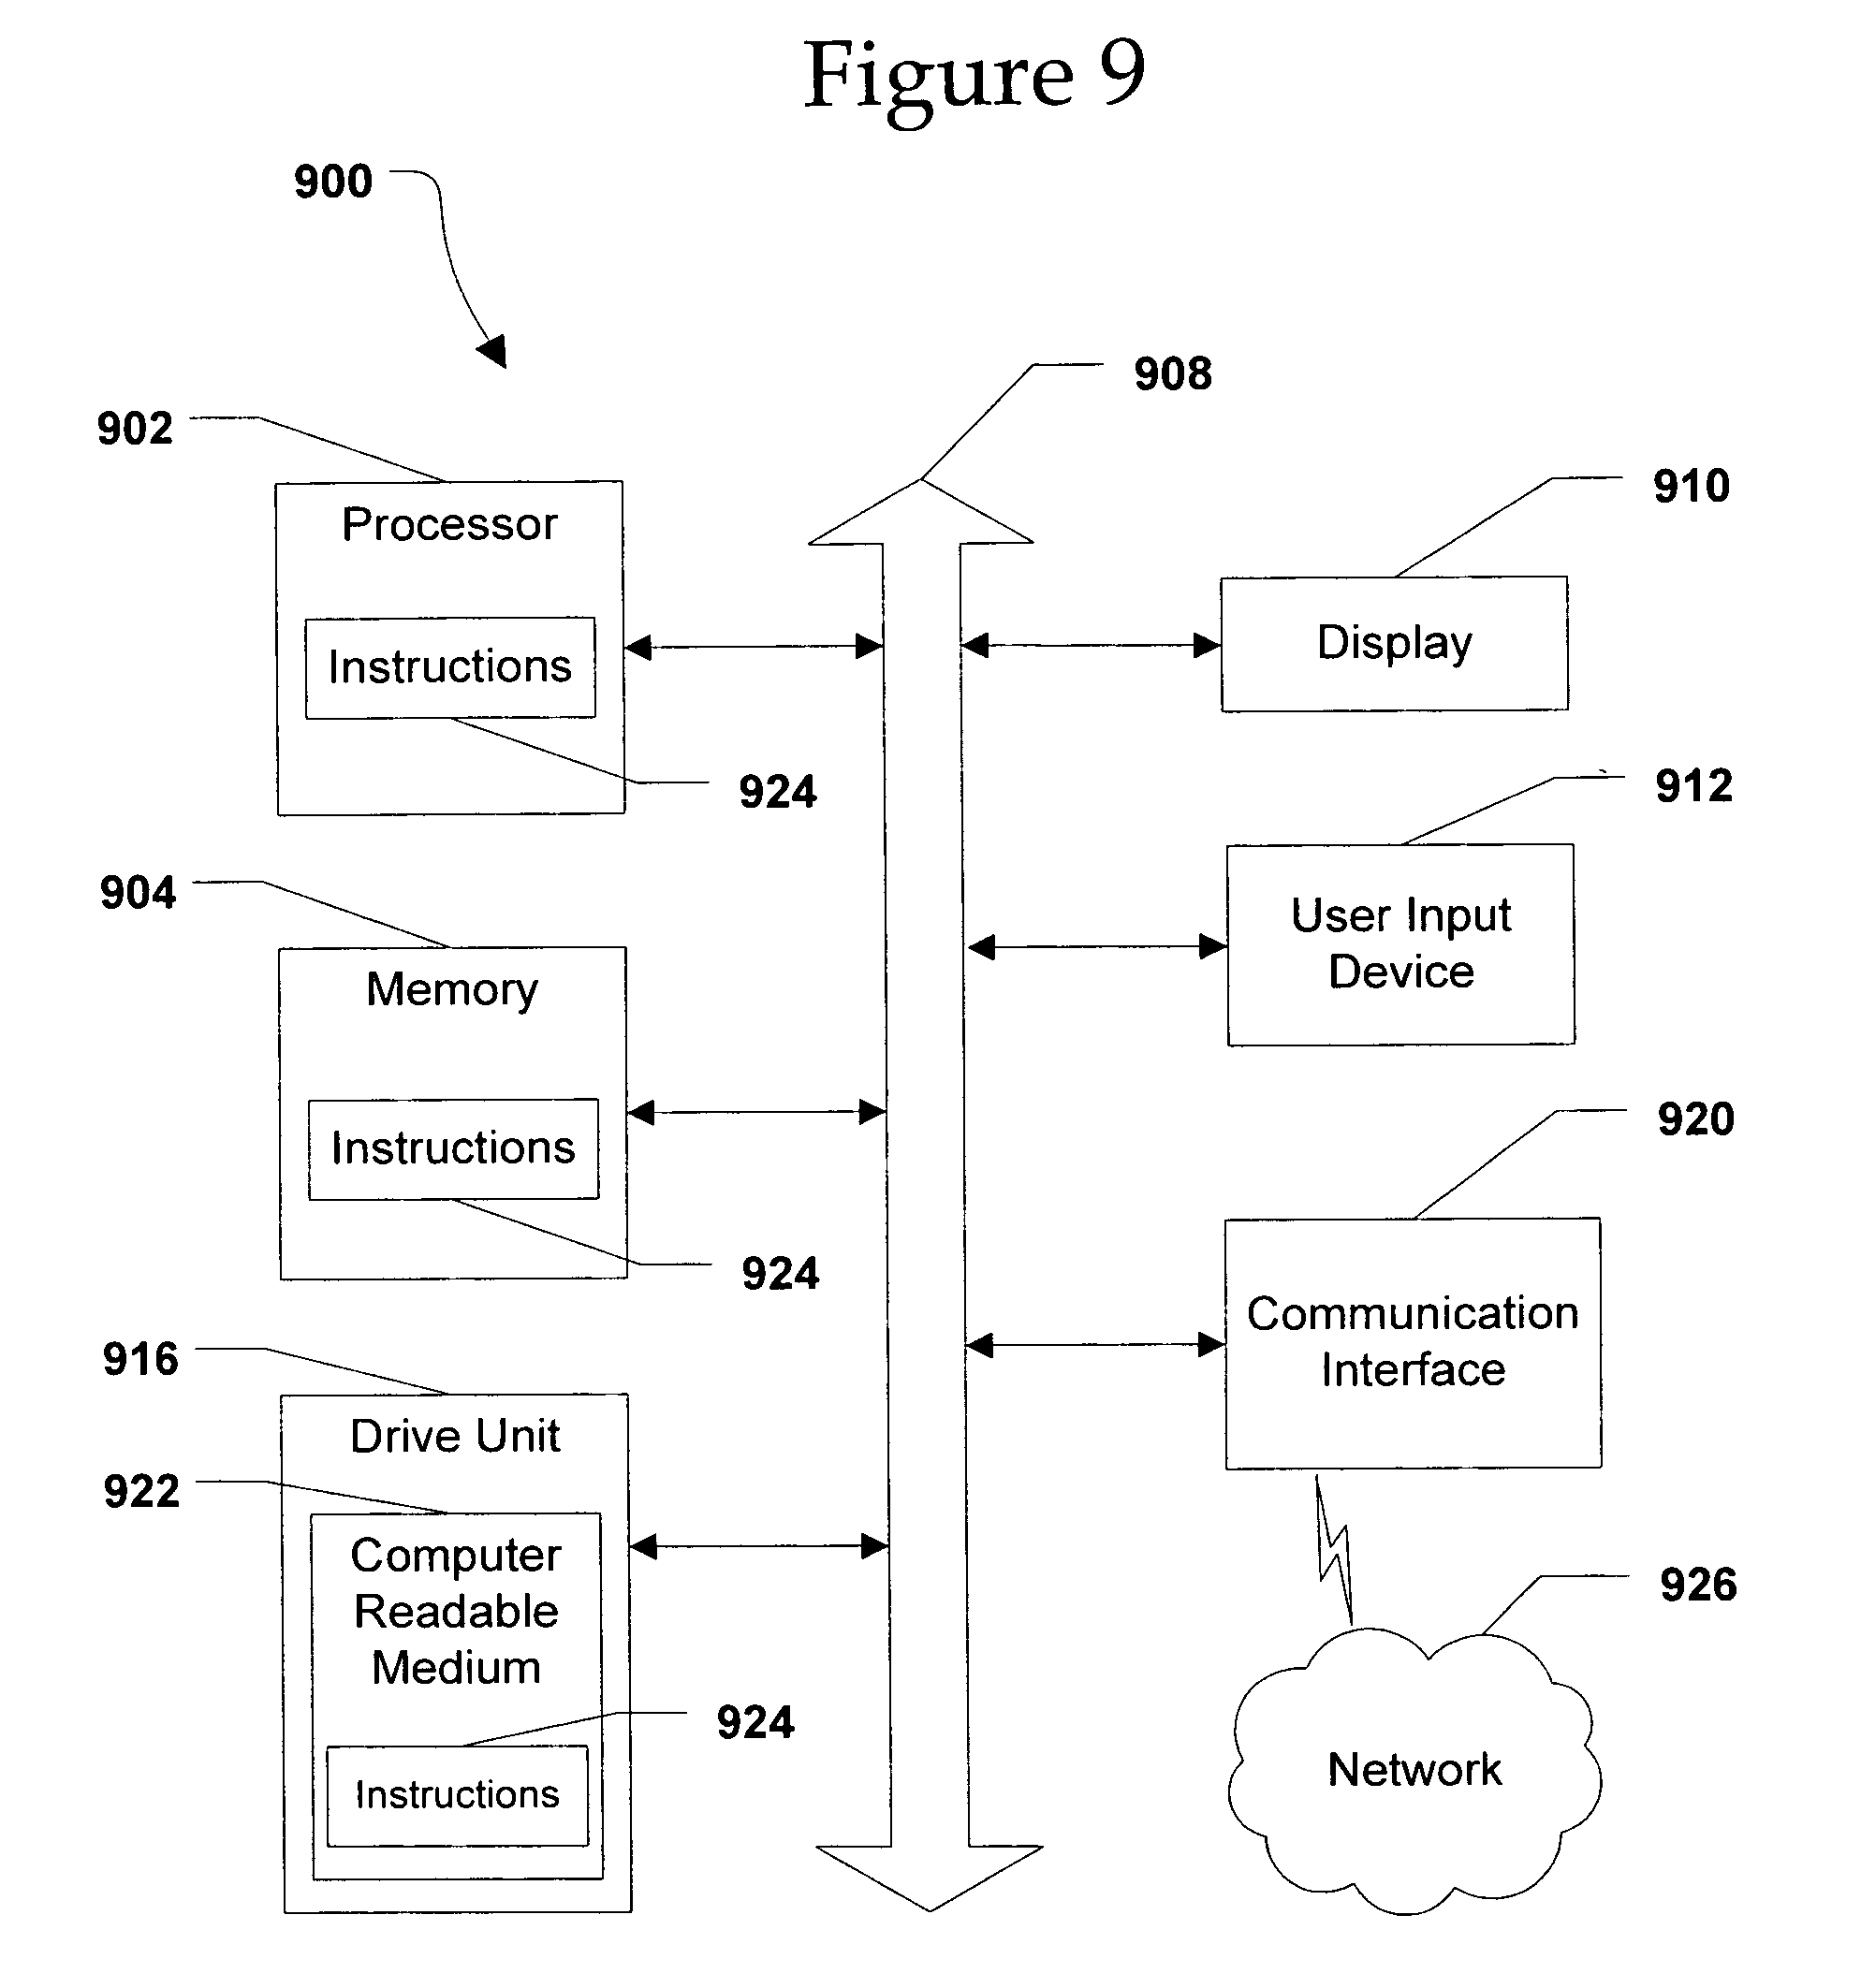 Figure 9
900
908
902
910
Processor
Instructions
924
Display
912
904
User Input
Device
Memory
Instructions
924
920
Communication
Interface
916
Drive Unit
922
Computer
Readable
Medium
924
Instructions
926
Network